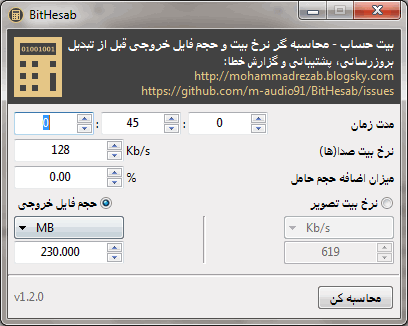 BitHesab
01001001
بیت حساب - محاسبه گر نرخ بیت و حجم فایل خروجی قبل از تبدیل
بروزرسانی، پشتیبانی و گزارش خطا:
http://mohammadrezab.blogsky.com
https://github.com/m-audio91/BitHesab/issues
مدت زمان
0 : 45 : 0
نرخ بیت صدا(ها)
128 Kb/s
میزان اضافه حجم حامل
0.00 %
نرخ بیت تصویر
حجم فایل خروجی
Kb/s
MB
619
230.000
محاسبه کن
v1.2.0